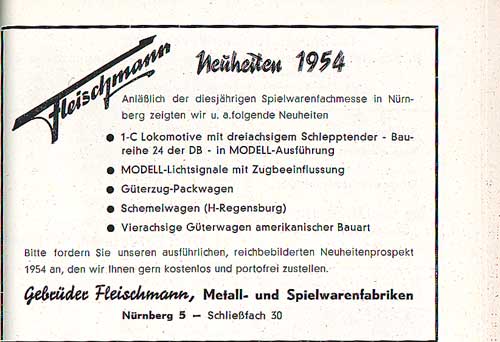 Fleischmann
Neuheiten 1954
Anläßlich der diesjährigen Spielwarenfachmesse in Nürn-
berg zeigten wir u. a. folgende Neuheiten
● 1-C Lokomotive mit dreiachsigem Schlepptender - Bau-
reihe 24 der DB - in MODELL-Ausführung
● MODELL-Lichtsignale mit Zugbeeinflussung
● Güterzug-Packwagen
● Schemelwagen (H-Regensburg)
● Vierachsige Güterwagen amerikanischer Bauart
Bitte fordern Sie unseren ausführlichen, reichbebilderten Neuheitenprospekt
1954 an, den wir Ihnen gern kostenlos und portofrei zustellen.
Gebrüder Fleischmann, Metall- und Spielwarenfabriken
Nürnberg 5 — Schließfach 30